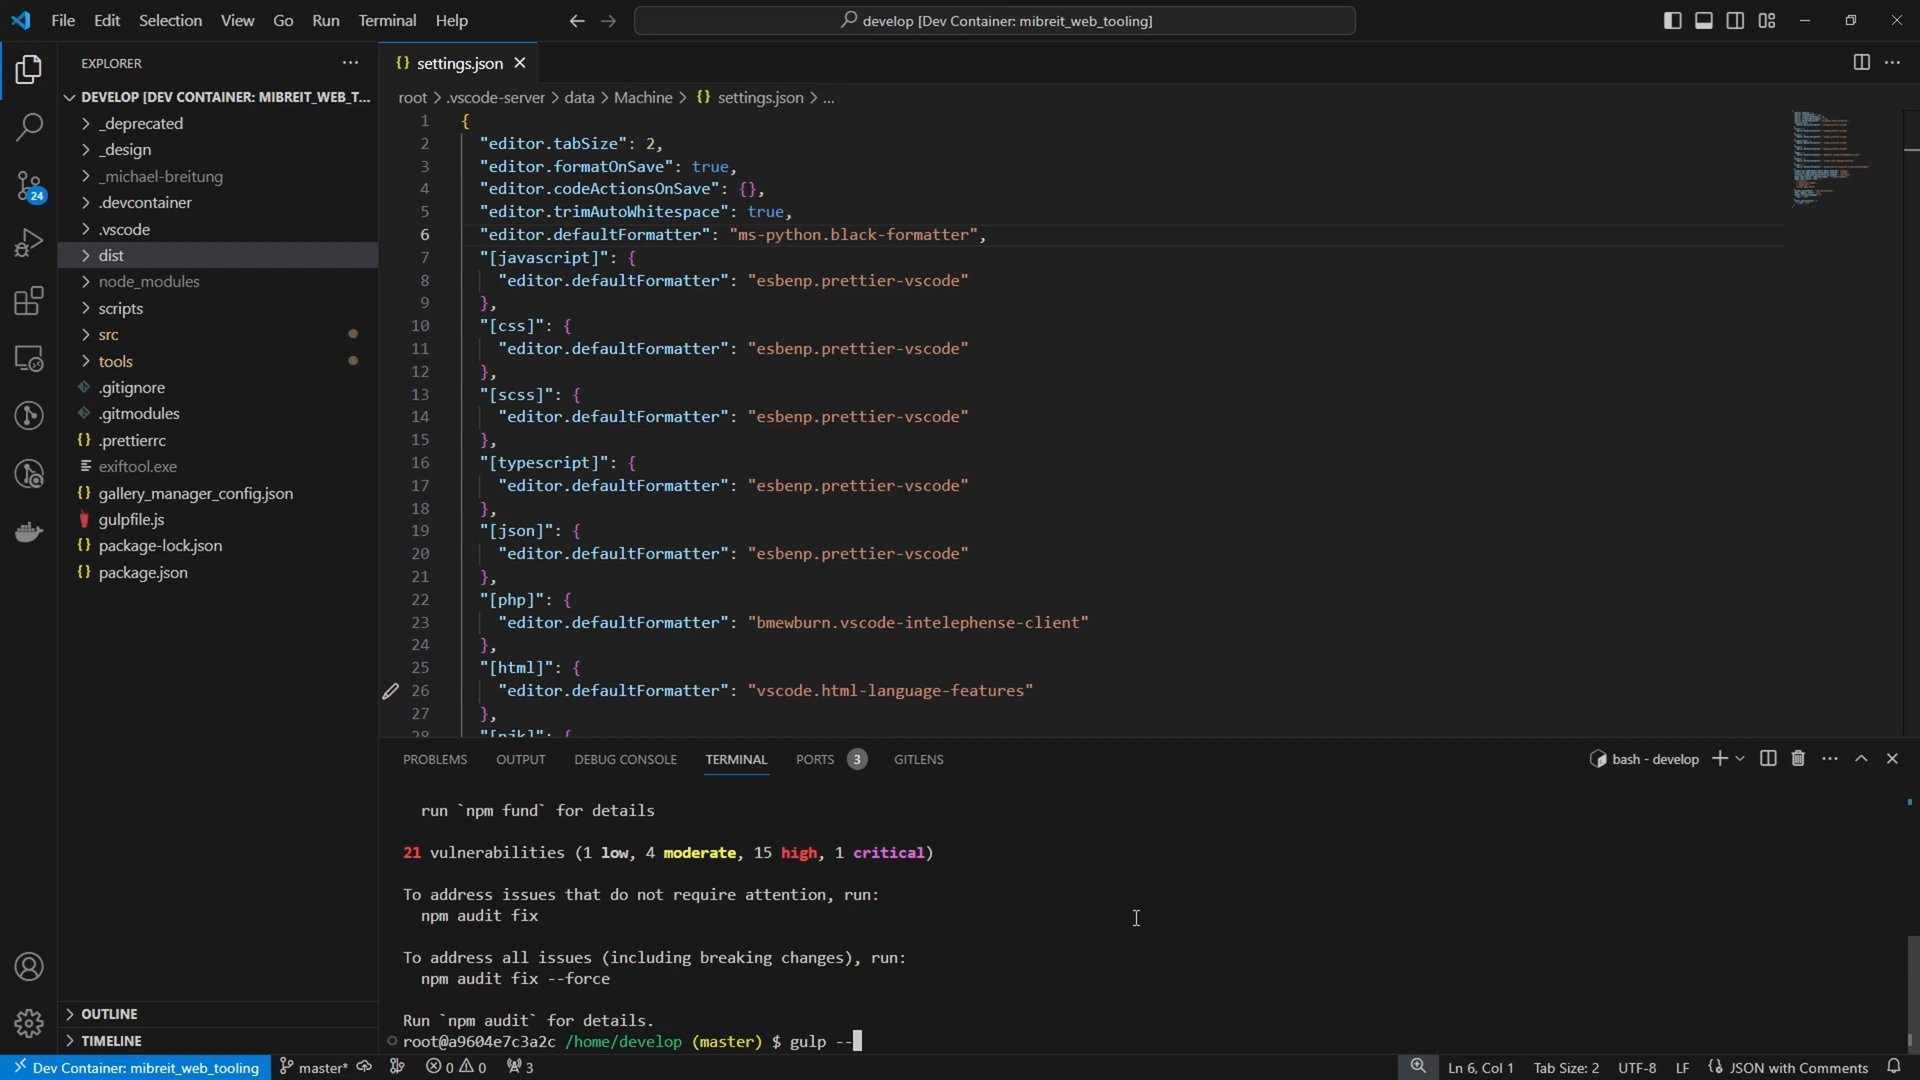 File Edit Selection View Go Run Terminal Help
develop [Dev Container: mibreit_web_tooling]
EXPLORER
DEVELOP [DEV CONTAINER: MIBREIT_WEB_T...
_deprecated
_design
_michael-breitung
.devcontainer
.vscode
dist
node_modules
scripts
src
tools
.gitignore
.gitmodules
.prettierrc
exiftool.exe
gallery_manager_config.json
gulpfile.js
package-lock.json
package.json
OUTLINE
TIMELINE
24
settings.json
root > .vscode-server > data > Machine > {} settings.json > ...
1 {
2 "editor.tabSize": 2,
3 "editor.formatOnSave": true,
4 "editor.codeActionsOnSave": {},
5 "editor.trimAutoWhitespace": true,
6 "editor.defaultFormatter": "ms-python.black-formatter",
7 "[javascript]": {
8 "editor.defaultFormatter": "esbenp.prettier-vscode"
9 },
10 "[css]": {
11 "editor.defaultFormatter": "esbenp.prettier-vscode"
12 },
13 "[scss]": {
14 "editor.defaultFormatter": "esbenp.prettier-vscode"
15 },
16 "[typescript]": {
17 "editor.defaultFormatter": "esbenp.prettier-vscode"
18 },
19 "[json]": {
20 "editor.defaultFormatter": "esbenp.prettier-vscode"
21 },
22 "[php]": {
23 "editor.defaultFormatter": "bmewburn.vscode-intelephense-client"
24 },
25 "[html]": {
26 "editor.defaultFormatter": "vscode.html-language-features"
27 },
28 "[njk]": {
PROBLEMS OUTPUT DEBUG CONSOLE TERMINAL PORTS 3 GITLENS
bash - develop
run `npm fund` for details
21 vulnerabilities (1 low, 4 moderate, 15 high, 1 critical)
To address issues that do not require attention, run:
npm audit fix
To address all issues (including breaking changes), run:
npm audit fix --force
Run `npm audit` for details.
root@a9604e7c3a2c /home/develop (master) $ gulp --
Dev Container: mibreit_web_tooling master* 0 0 3 Ln 6, Col 1 Tab Size: 2 UTF-8 LF {} JSON with Comments